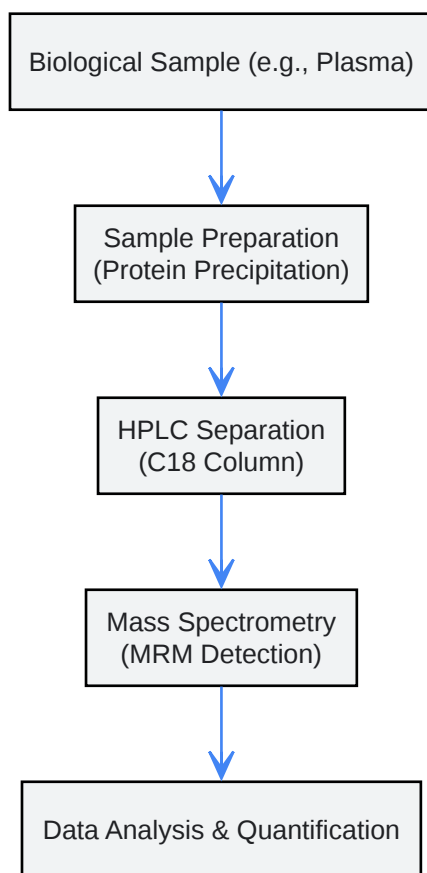 Biological Sample (e.g., Plasma)
Sample Preparation
(Protein Precipitation)
HPLC Separation
(C18 Column)
Mass Spectrometry
(MRM Detection)
Data Analysis & Quantification